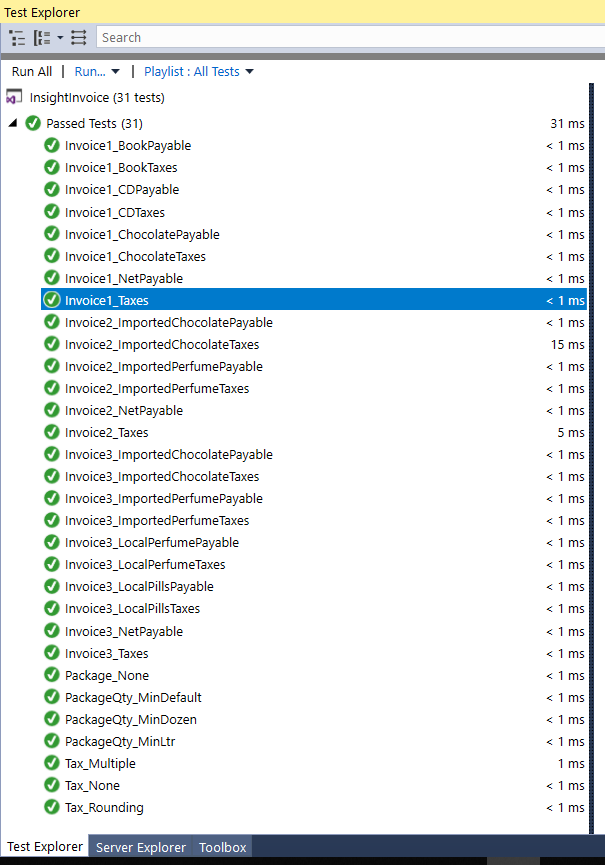 Test Explorer
Search
Run All | Run... | Playlist : All Tests
InsightInvoice (31 tests)
Passed Tests (31) 31 ms
Invoice1_BookPayable < 1 ms
Invoice1_BookTaxes < 1 ms
Invoice1_CDPayable < 1 ms
Invoice1_CDTaxes < 1 ms
Invoice1_ChocolatePayable < 1 ms
Invoice1_ChocolateTaxes < 1 ms
Invoice1_NetPayable < 1 ms
Invoice1_Taxes < 1 ms
Invoice2_ImportedChocolatePayable < 1 ms
Invoice2_ImportedChocolateTaxes 15 ms
Invoice2_ImportedPerfumePayable < 1 ms
Invoice2_ImportedPerfumeTaxes < 1 ms
Invoice2_NetPayable < 1 ms
Invoice2_Taxes 5 ms
Invoice3_ImportedChocolatePayable < 1 ms
Invoice3_ImportedChocolateTaxes < 1 ms
Invoice3_ImportedPerfumePayable < 1 ms
Invoice3_ImportedPerfumeTaxes < 1 ms
Invoice3_LocalPerfumePayable < 1 ms
Invoice3_LocalPerfumeTaxes < 1 ms
Invoice3_LocalPillsPayable < 1 ms
Invoice3_LocalPillsTaxes < 1 ms
Invoice3_NetPayable < 1 ms
Invoice3_Taxes < 1 ms
Package_None < 1 ms
PackageQty_MinDefault < 1 ms
PackageQty_MinDozen < 1 ms
PackageQty_MinLtr < 1 ms
Tax_Multiple 1 ms
Tax_None < 1 ms
Tax_Rounding < 1 ms
Test Explorer Server Explorer Toolbox